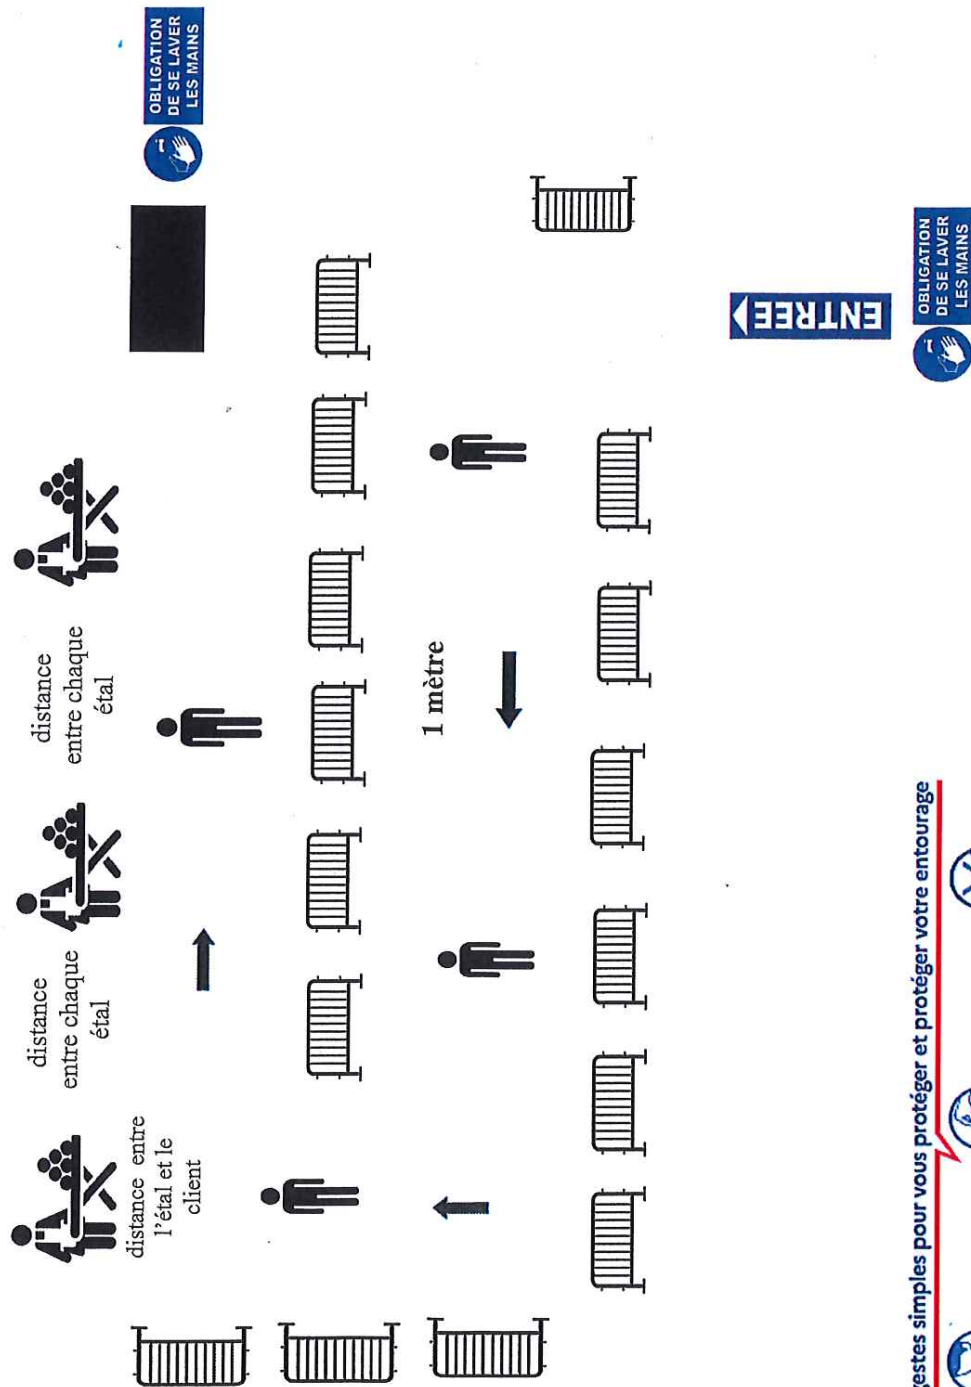 distance
entre chaque
étal
distance
entre chaque
étal
distance entre
l'étal et le
client
OBLIGATION
DE SE LAVER
LES MAINS
1 mètre
ENTREE
OBLIGATION
DE SE LAVER
LES MAINS
gestes simples pour vous protéger et protéger votre entourage